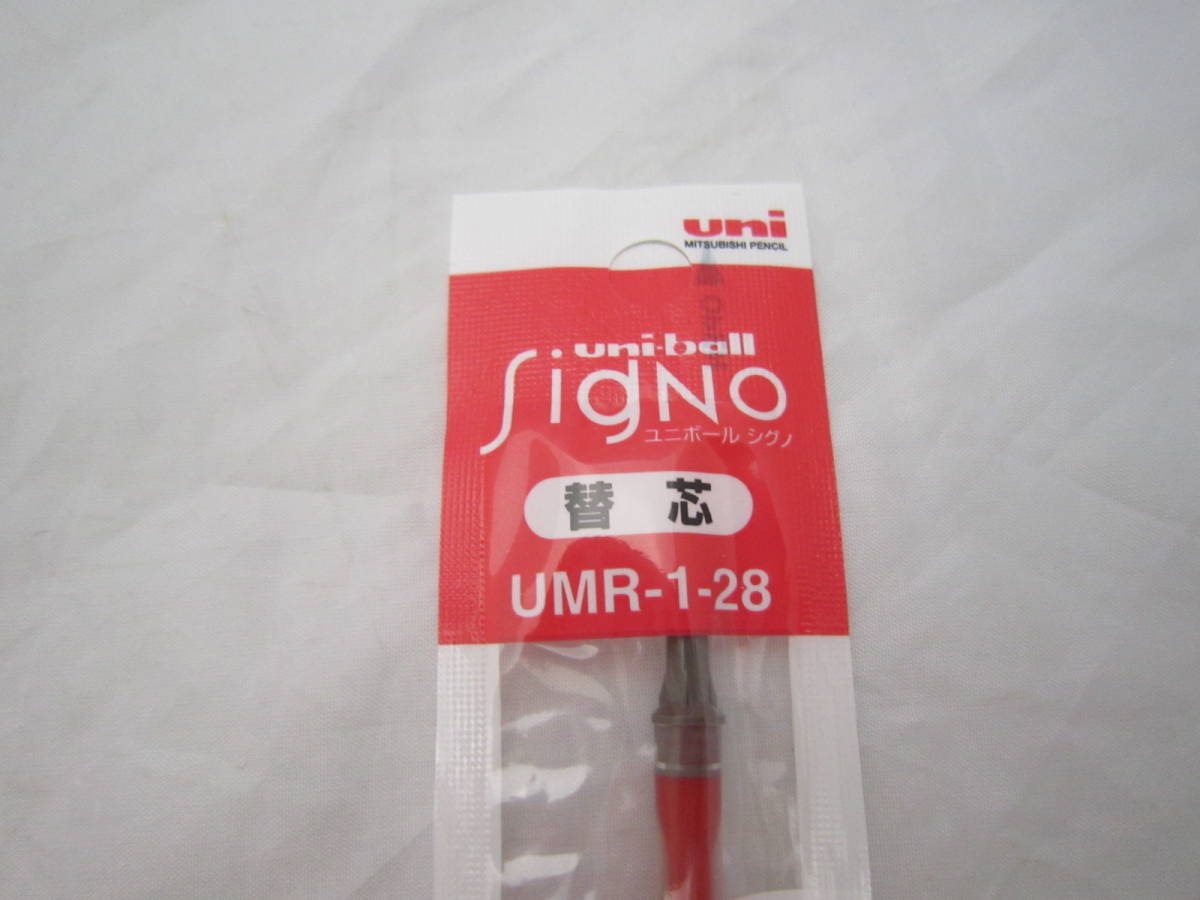 uni
MITSUBISHI PENCIL
uni-ball
SigNo
ユニボール シグノ
替 芯
UMR-1-28